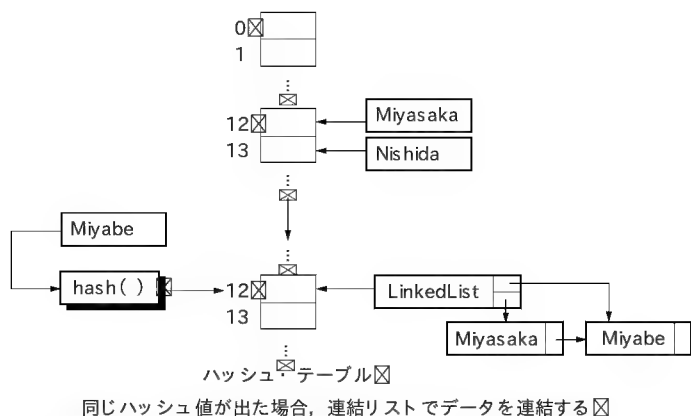 0
1
12 Miyasaka
13 Nishida
Miyabe
hash( )
12
LinkedList
13
Miyasaka
Miyabe
ハッシュ・テーブル
同じハッシュ値が出た場合，連結リストでデータを連結する